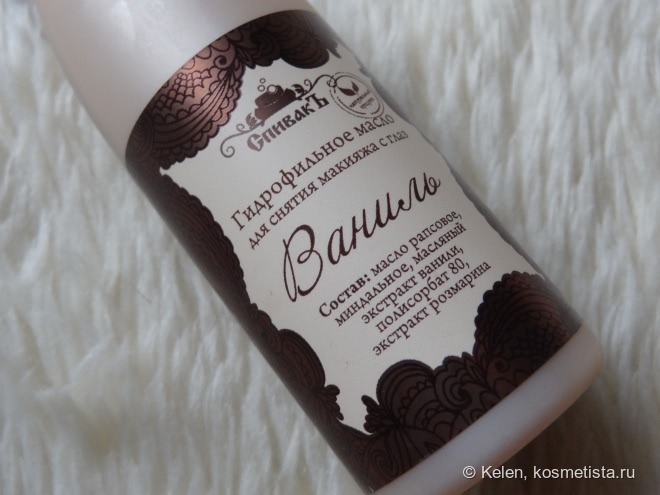 СпивакЪ
Гидрофильное масло
для снятия макияжа с глаз
Ваниль
Состав: масло рапсовое,
миндальное, масляный
экстракт ванили,
полисорбат 80,
экстракт розмарина
© Kelen, kosmetista.ru